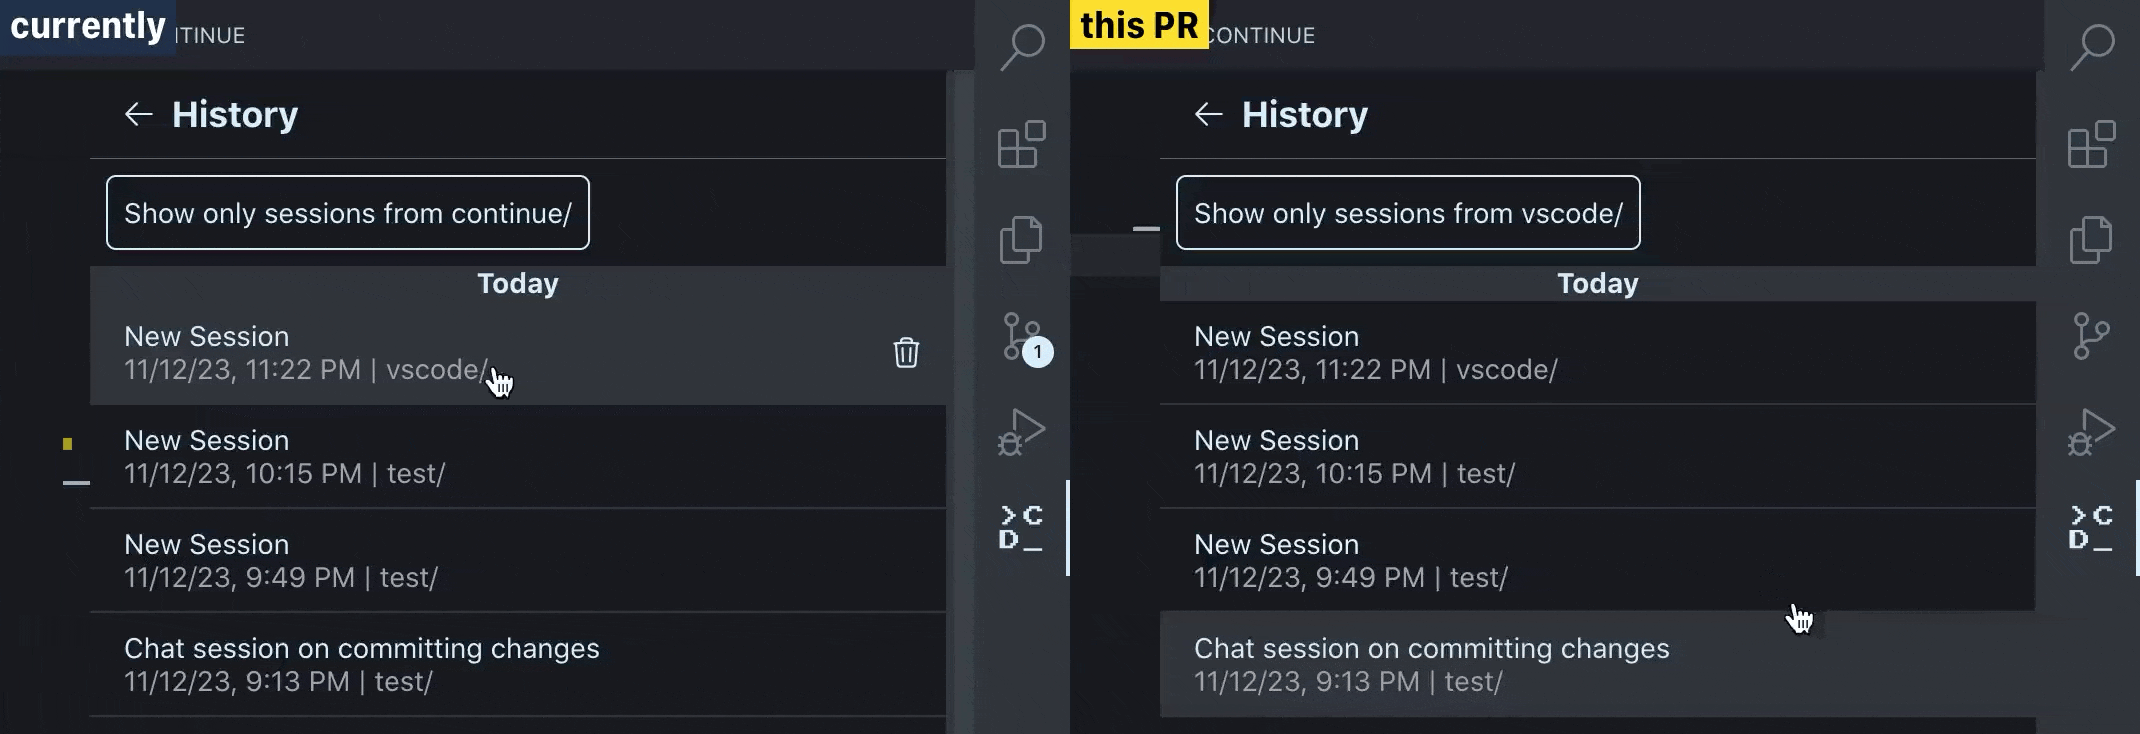 currently
TINUE
← History
Show only sessions from continue/
Today
New Session
11/12/23, 11:22 PM | vscode/
New Session
11/12/23, 10:15 PM | test/
New Session
11/12/23, 9:49 PM | test/
Chat session on committing changes
11/12/23, 9:13 PM | test/
1
>C
D_
this PR
CONTINUE
← History
Show only sessions from vscode/
Today
New Session
11/12/23, 11:22 PM | vscode/
New Session
11/12/23, 10:15 PM | test/
New Session
11/12/23, 9:49 PM | test/
Chat session on committing changes
11/12/23, 9:13 PM | test/
>C
D_